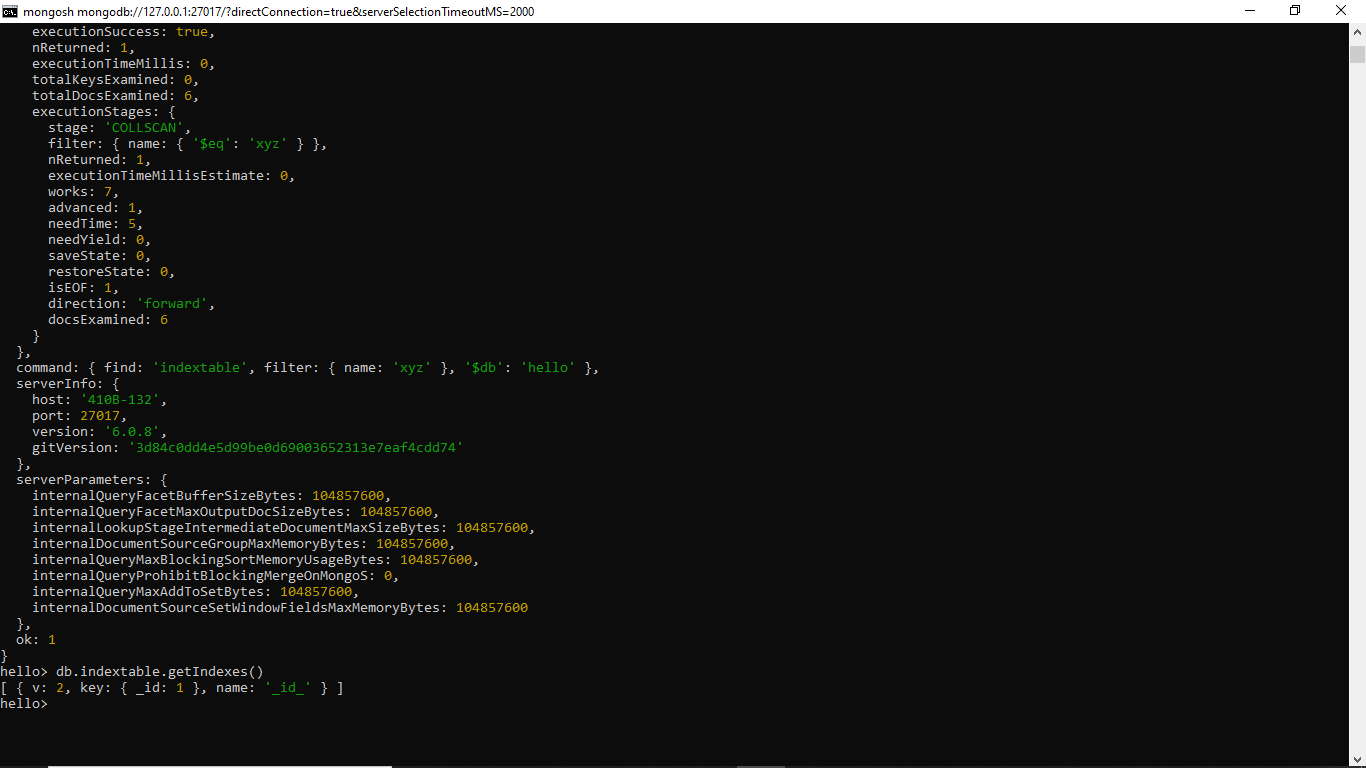 mongosh mongodb://127.0.0.1:27017/?directConnection=true&serverSelectionTimeoutMS=2000
    executionSuccess: true,
    nReturned: 1,
    executionTimeMillis: 0,
    totalKeysExamined: 0,
    totalDocsExamined: 6,
    executionStages: {
      stage: 'COLLSCAN',
      filter: { name: { '$eq': 'xyz' } },
      nReturned: 1,
      executionTimeMillisEstimate: 0,
      works: 7,
      advanced: 1,
      needTime: 5,
      needYield: 0,
      saveState: 0,
      restoreState: 0,
      isEOF: 1,
      direction: 'forward',
      docsExamined: 6
    }
  },
  command: { find: 'indextable', filter: { name: 'xyz' }, '$db': 'hello' },
  serverInfo: {
    host: '410B-132',
    port: 27017,
    version: '6.0.8',
    gitVersion: '3d84c0dd4e5d99be0d69003652313e7eaf4cdd74'
  },
  serverParameters: {
    internalQueryFacetBufferSizeBytes: 104857600,
    internalQueryFacetMaxOutputDocSizeBytes: 104857600,
    internalLookupStageIntermediateDocumentMaxSizeBytes: 104857600,
    internalDocumentSourceGroupMaxMemoryBytes: 104857600,
    internalQueryMaxBlockingSortMemoryUsageBytes: 104857600,
    internalQueryProhibitBlockingMergeOnMongoS: 0,
    internalQueryMaxAddToSetBytes: 104857600,
    internalDocumentSourceSetWindowFieldsMaxMemoryBytes: 104857600
  },
  ok: 1
}
hello> db.indextable.getIndexes()
[ { v: 2, key: { _id: 1 }, name: '_id_' } ]
hello>